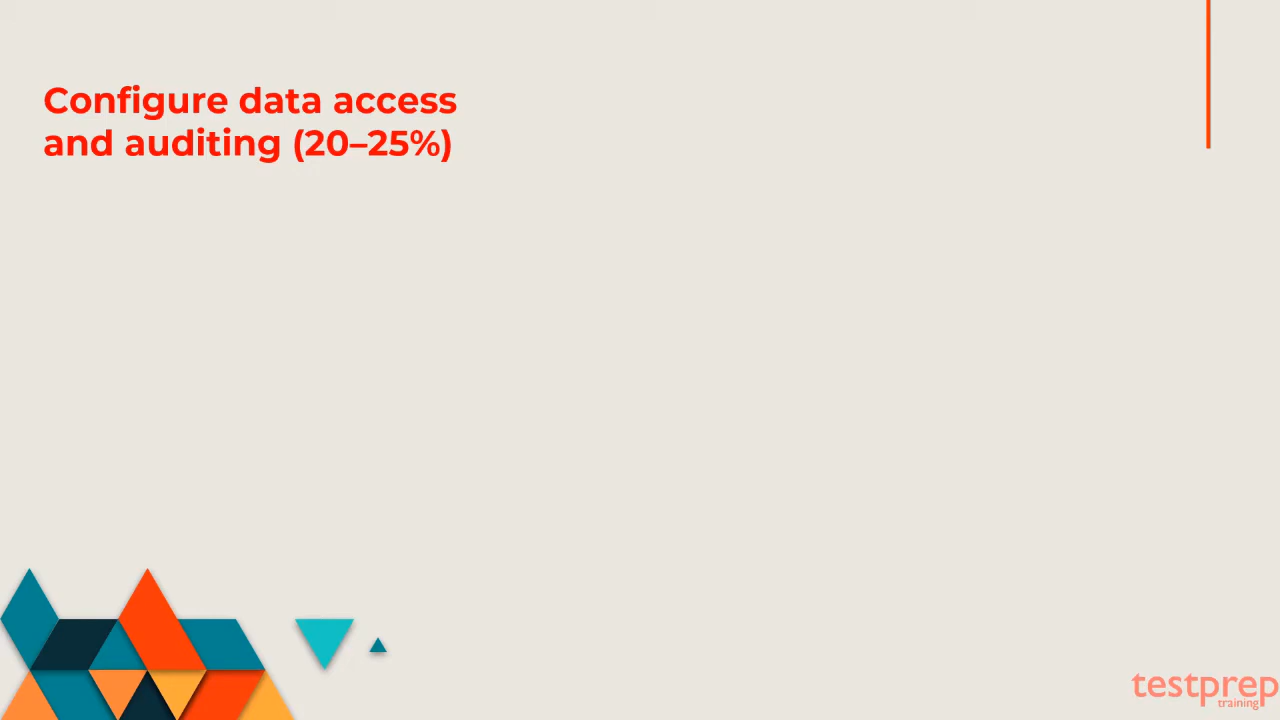 Configure data access
and auditing (20–25%)
testprep
training